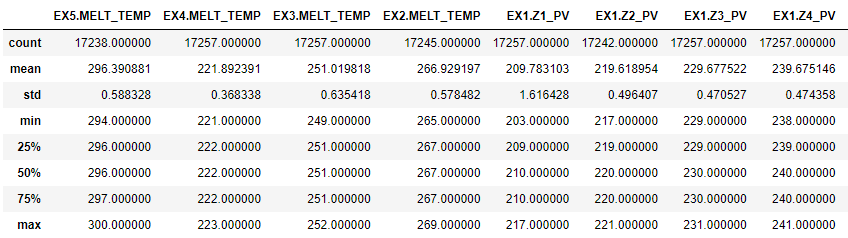 EX5.MELT_TEMP EX4.MELT_TEMP EX3.MELT_TEMP EX2.MELT_TEMP EX1.Z1_PV EX1.Z2_PV EX1.Z3_PV EX1.Z4_PV
count 17238.000000 17257.000000 17257.000000 17245.000000 17257.000000 17242.000000 17257.000000 17257.000000
mean 296.390881 221.892391 251.019818 266.929197 209.783103 219.618954 229.677522 239.675146
std 0.588328 0.368338 0.635418 0.578482 1.616428 0.496407 0.470527 0.474358
min 294.000000 221.000000 249.000000 265.000000 203.000000 217.000000 229.000000 238.000000
25% 296.000000 222.000000 251.000000 267.000000 209.000000 219.000000 229.000000 239.000000
50% 296.000000 222.000000 251.000000 267.000000 210.000000 220.000000 230.000000 240.000000
75% 297.000000 222.000000 251.000000 267.000000 210.000000 220.000000 230.000000 240.000000
max 300.000000 223.000000 252.000000 269.000000 217.000000 221.000000 231.000000 241.000000